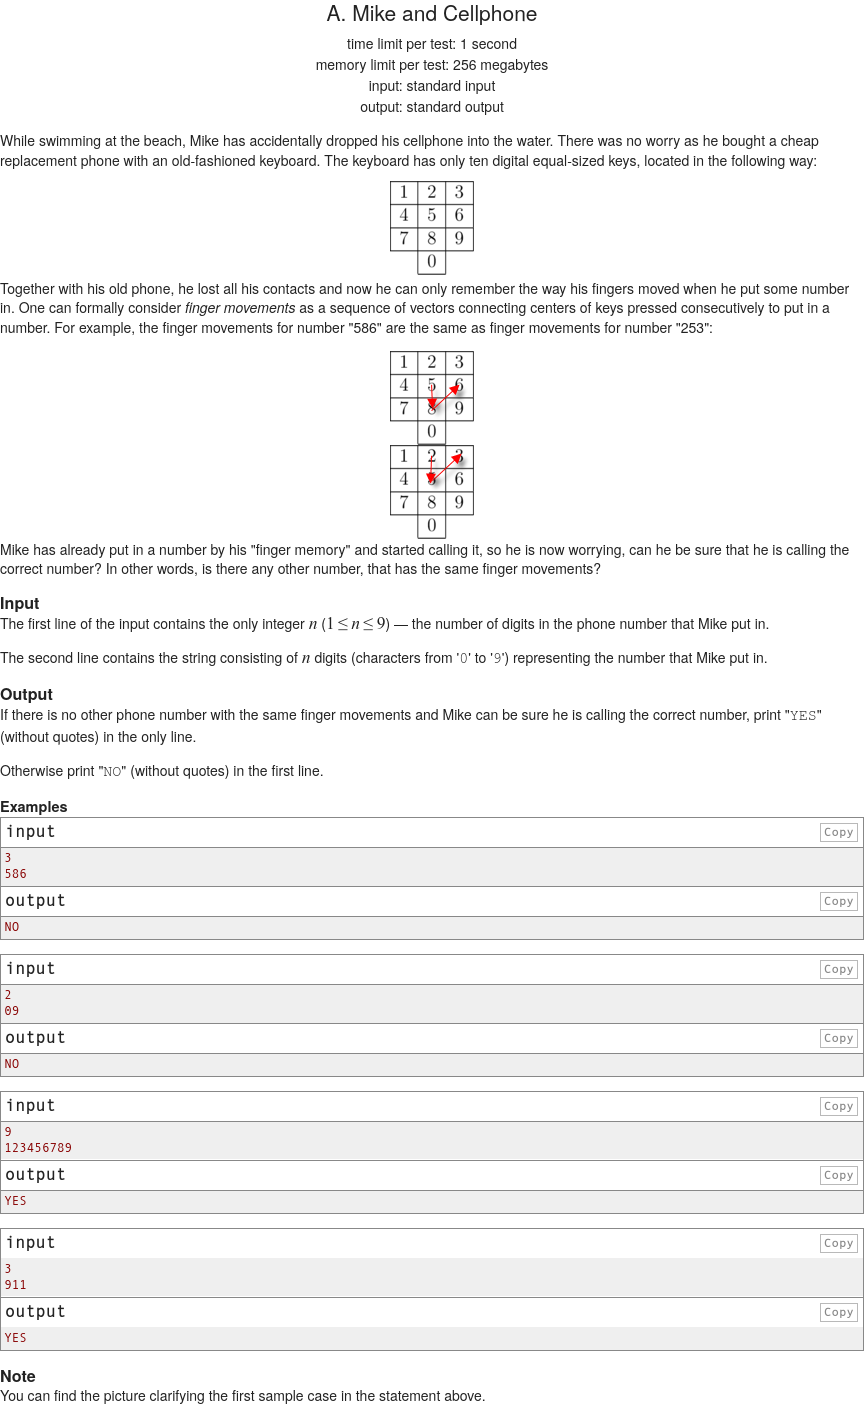 A. Mike and Cellphone
time limit per test: 1 second
memory limit per test: 256 megabytes
input: standard input
output: standard output
While swimming at the beach, Mike has accidentally dropped his cellphone into the water. There was no worry as he bought a cheap
replacement phone with an old-fashioned keyboard. The keyboard has only ten digital equal-sized keys, located in the following way:
1 2 3
4 5 6
7 8 9
0
Together with his old phone, he lost all his contacts and now he can only remember the way his fingers moved when he put some number
in. One can formally consider finger movements as a sequence of vectors connecting centers of keys pressed consecutively to put in a
number. For example, the finger movements for number "586" are the same as finger movements for number "253":
1 2 3
4 5 6
7 8 9
0
1 2 3
4 5 6
7 8 9
0
Mike has already put in a number by his "finger memory" and started calling it, so he is now worrying, can he be sure that he is calling the
correct number? In other words, is there any other number, that has the same finger movements?
Input
The first line of the input contains the only integer n (1 ≤ n ≤ 9) — the number of digits in the phone number that Mike put in.
The second line contains the string consisting of n digits (characters from '0' to '9') representing the number that Mike put in.
Output
If there is no other phone number with the same finger movements and Mike can be sure he is calling the correct number, print "YES"
(without quotes) in the only line.
Otherwise print "NO" (without quotes) in the first line.
Examples
input Copy
3
586
output Copy
NO
input Copy
2
09
output Copy
NO
input Copy
9
123456789
output Copy
YES
input Copy
3
911
output Copy
YES
Note
You can find the picture clarifying the first sample case in the statement above.